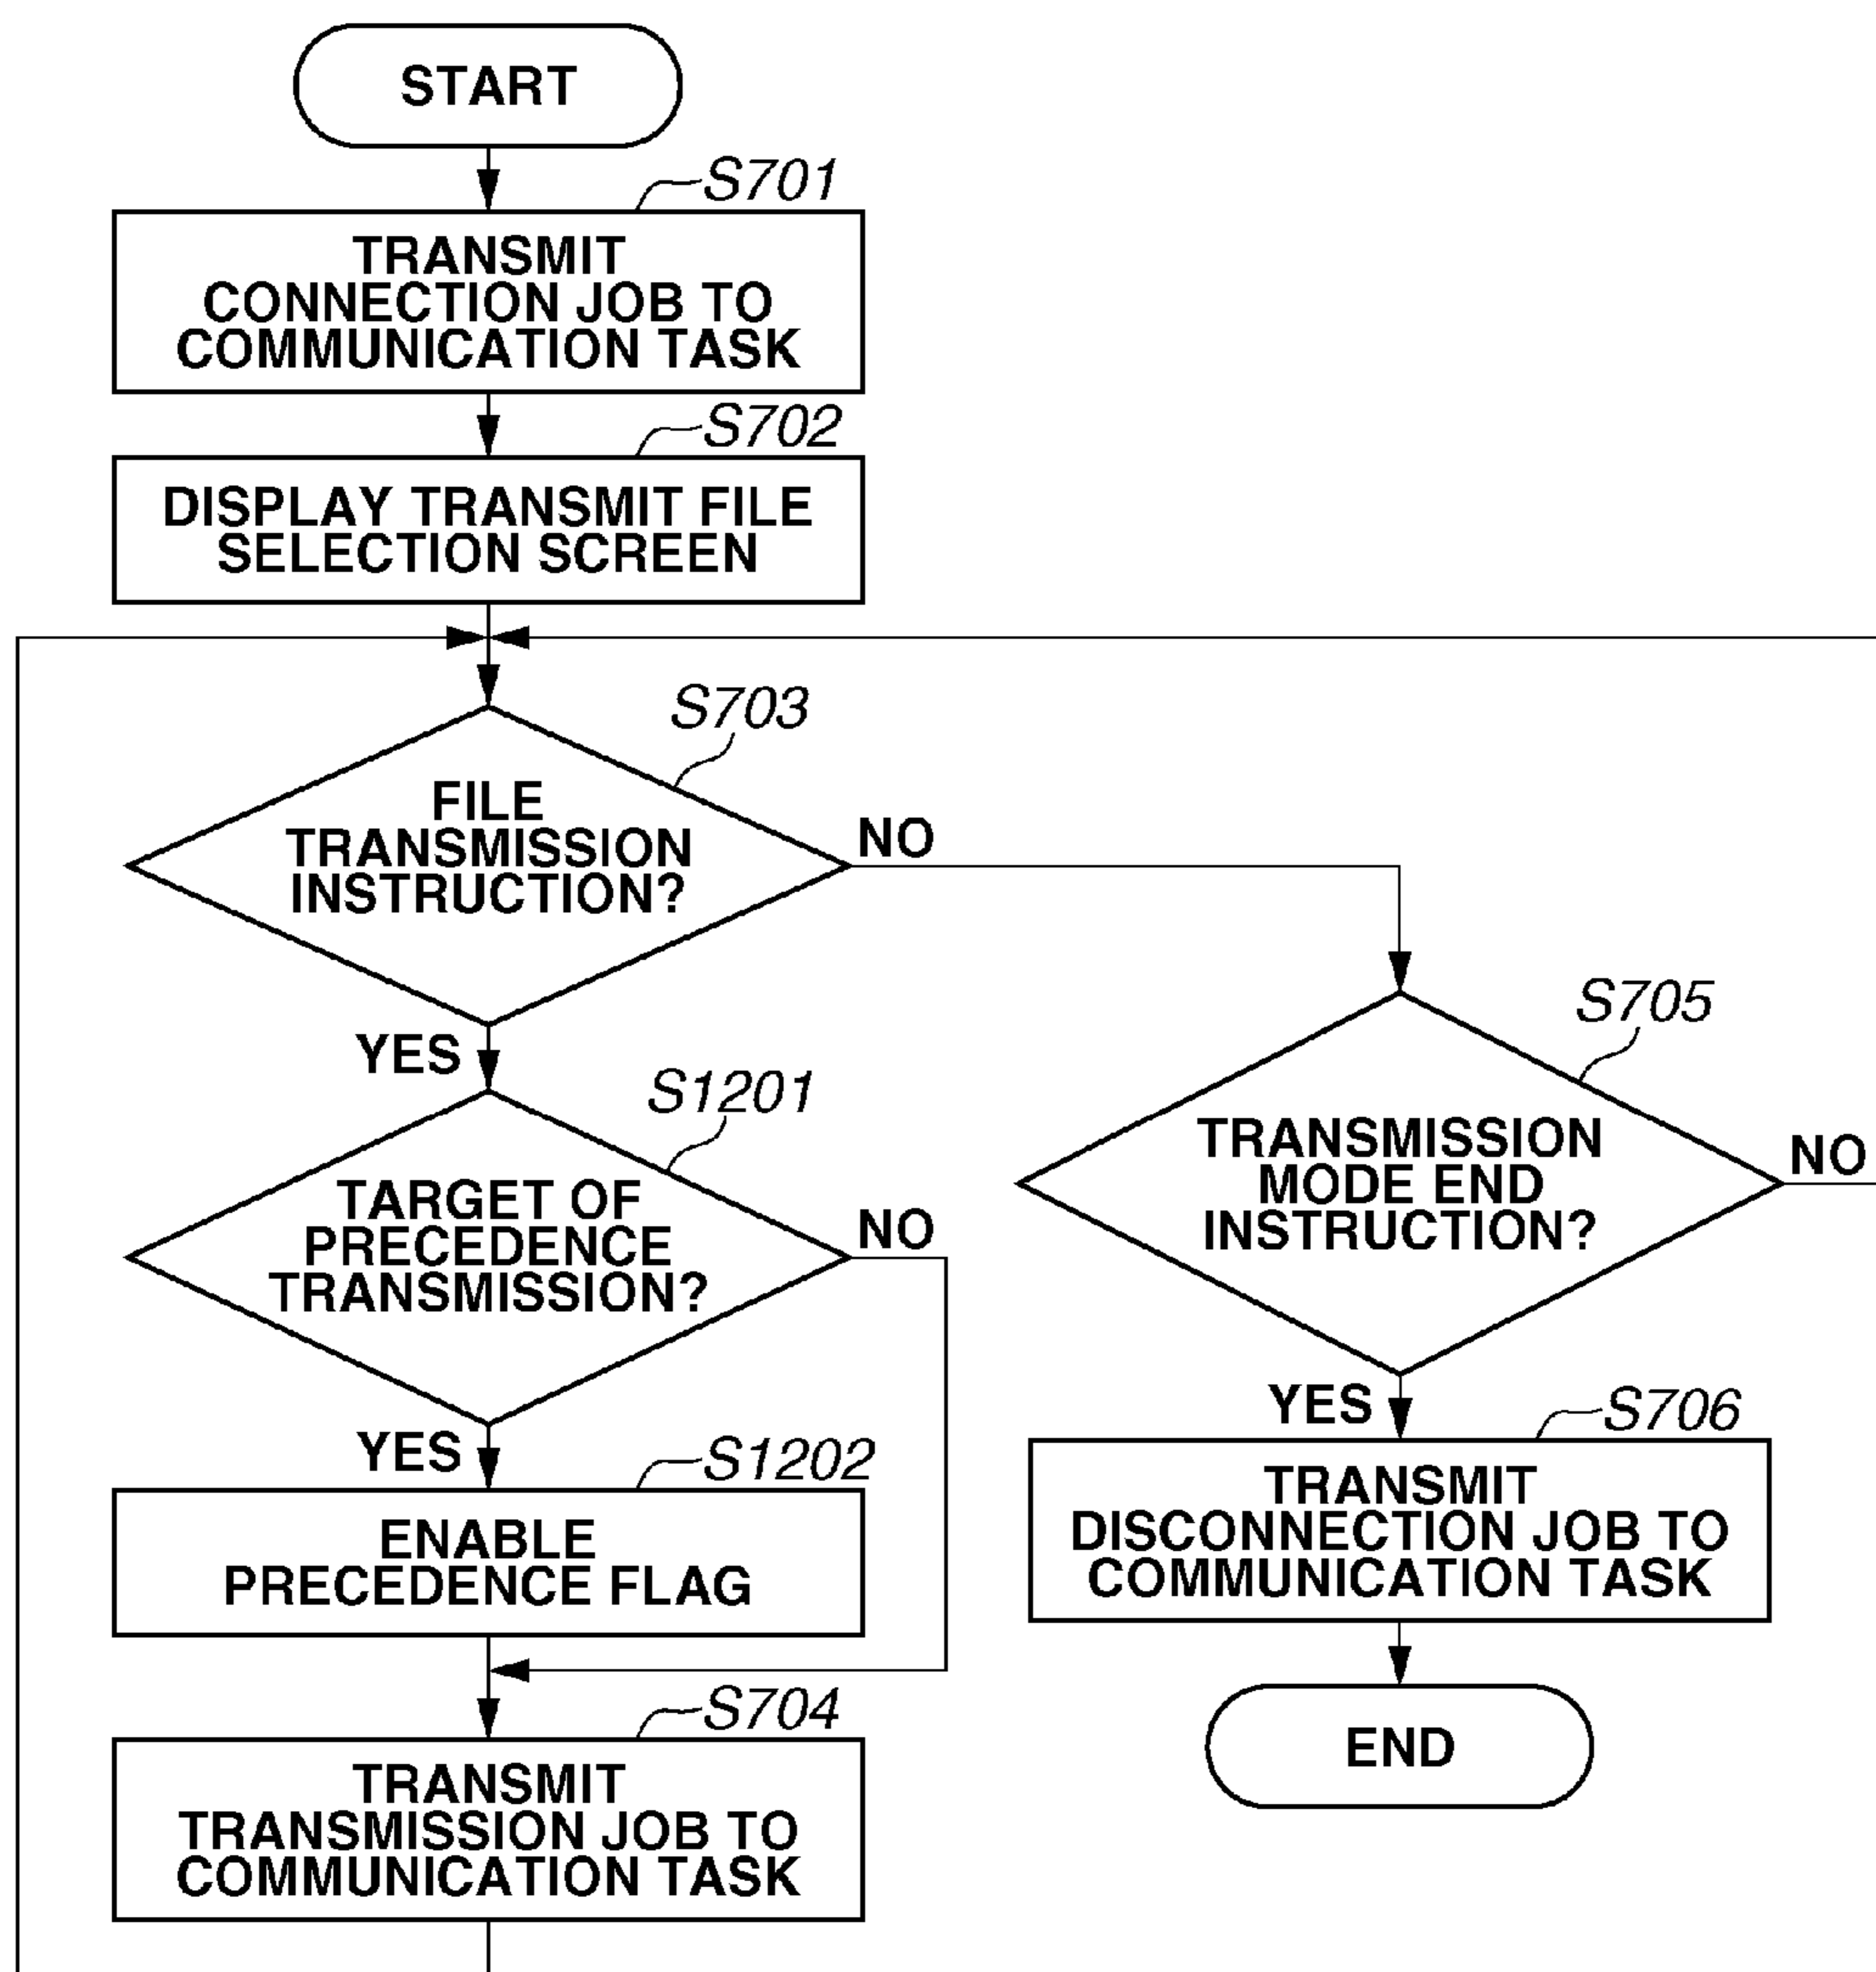 START
S701
TRANSMIT
CONNECTION JOB TO
COMMUNICATION TASK
S702
DISPLAY TRANSMIT FILE
SELECTION SCREEN
S703
FILE
TRANSMISSION
INSTRUCTION?
NO
YES
S1201
TARGET OF
PRECEDENCE
TRANSMISSION?
NO
YES
S1202
ENABLE
PRECEDENCE FLAG
S704
TRANSMIT
TRANSMISSION JOB TO
COMMUNICATION TASK
S705
TRANSMISSION
MODE END
INSTRUCTION?
NO
YES
S706
TRANSMIT
DISCONNECTION JOB TO
COMMUNICATION TASK
END